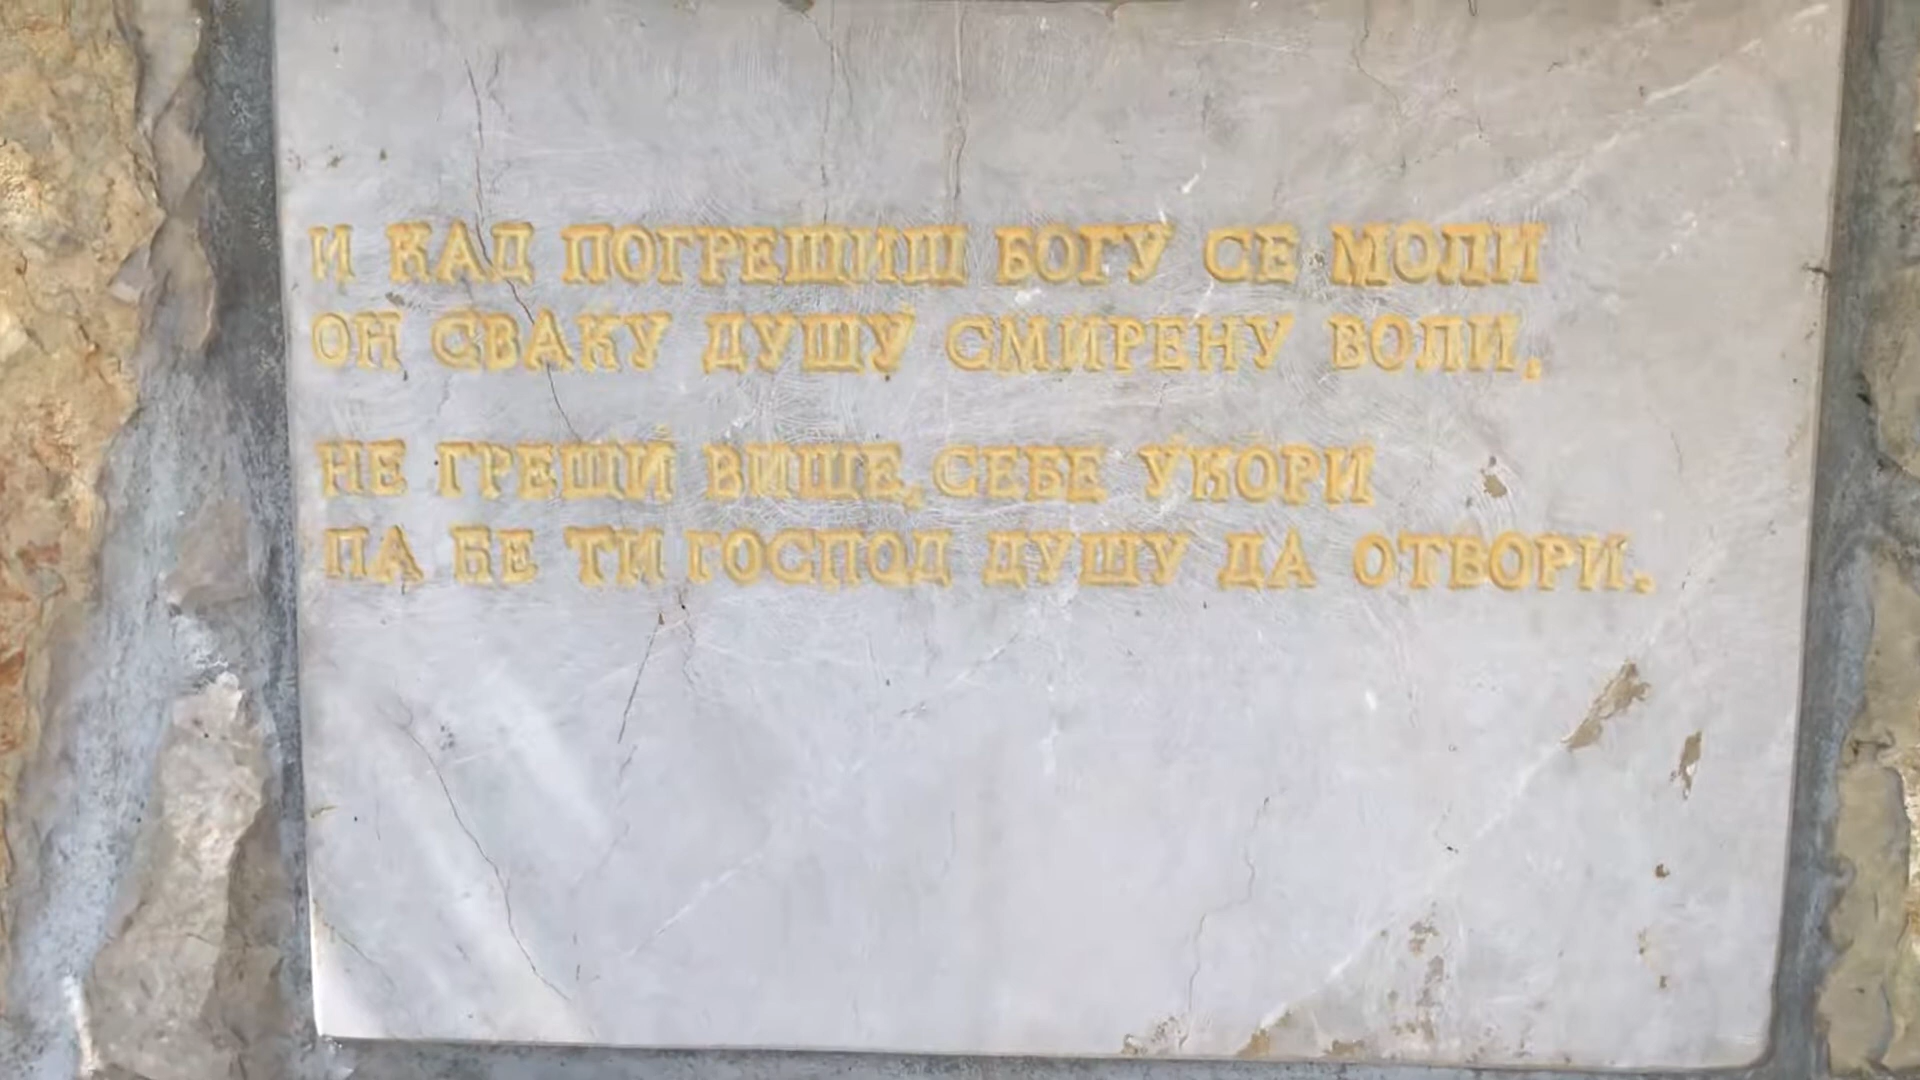 И КАД ПОГРЕШИШ БОГУ СЕ МОЛИ
ОН СВАКУ ДУШУ СМИРЕНУ ВОЛИ.
НЕ ГРЕШИ ВИШЕ, СЕБЕ УКОРИ
ПА ЋЕ ТИ ГОСПОД ДУШУ ДА ОТВОРИ.